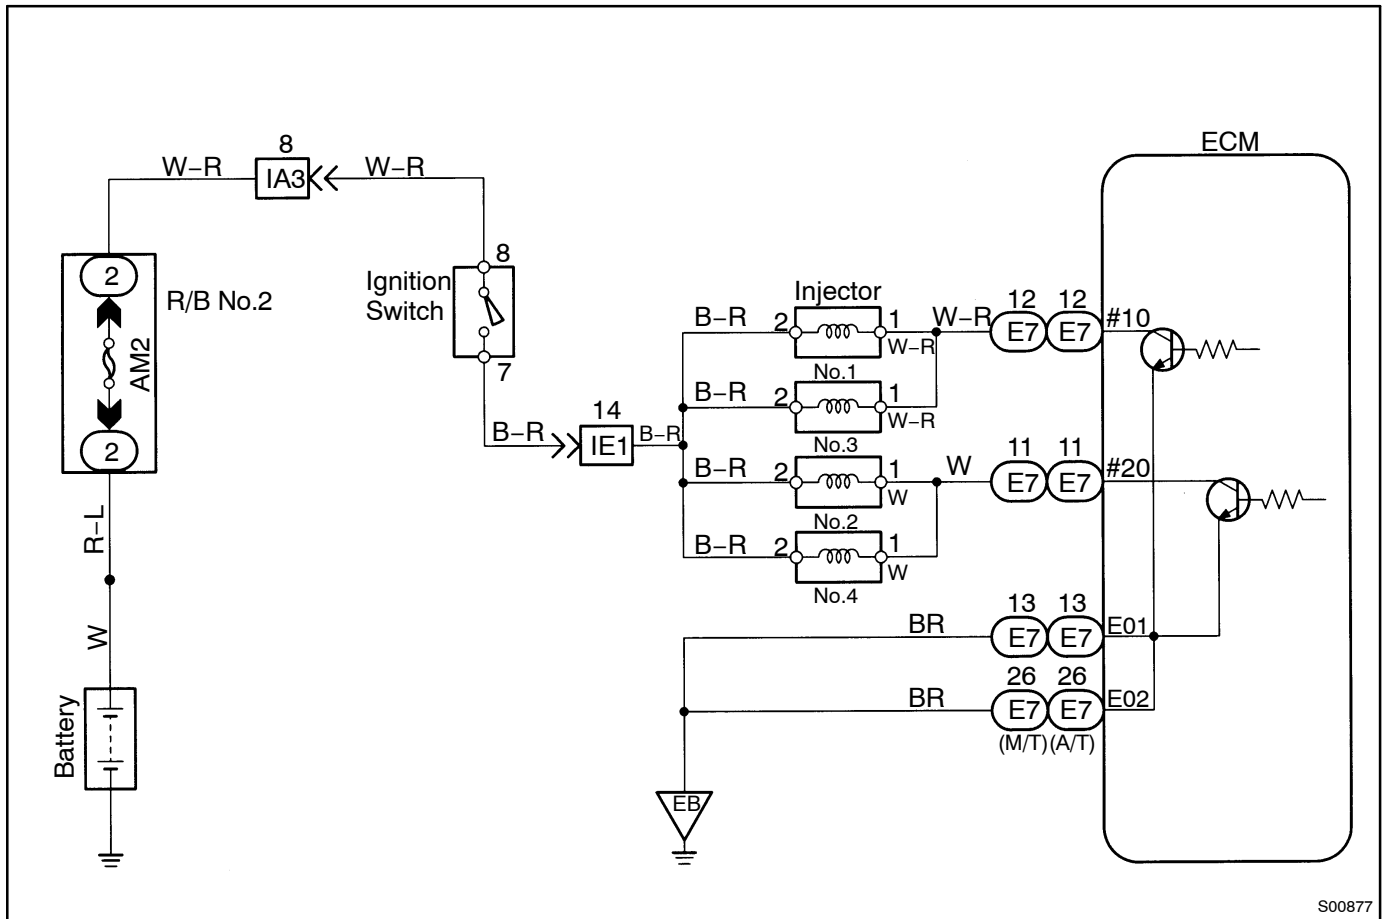 ECM
8
W–R
IA3
W–R
2
R/B No.2
AM2
2
R–L
W
Battery
Ignition
Switch
8
7
B–R
14
IE1
B–R
Injector
B–R
2
1
W–R
W–R
12
12
E7
E7
#10
No.1
B–R
2
1
W–R
No.3
B–R
2
1
W
W
11
11
E7
E7
#20
No.2
B–R
2
1
W
No.4
BR
13
13
E7
E7
E01
BR
26
26
E7
E7
E02
(M/T)
(A/T)
EB
S00877